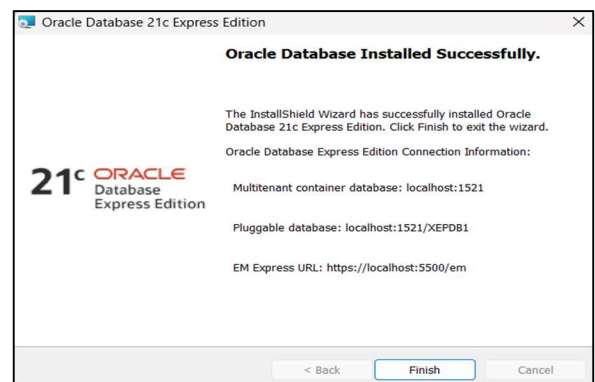 Oracle Database 21c Express Edition
Oracle Database Installed Successfully.
The InstallShield Wizard has successfully installed Oracle
Database 21c Express Edition. Click Finish to exit the wizard.
Oracle Database Express Edition Connection Information:
21c ORACLE
Database
Express Edition
Multitenant container database: localhost:1521
Pluggable database: localhost:1521/XEPDB1
EM Express URL: https://localhost:5500/em
< Back Finish Cancel